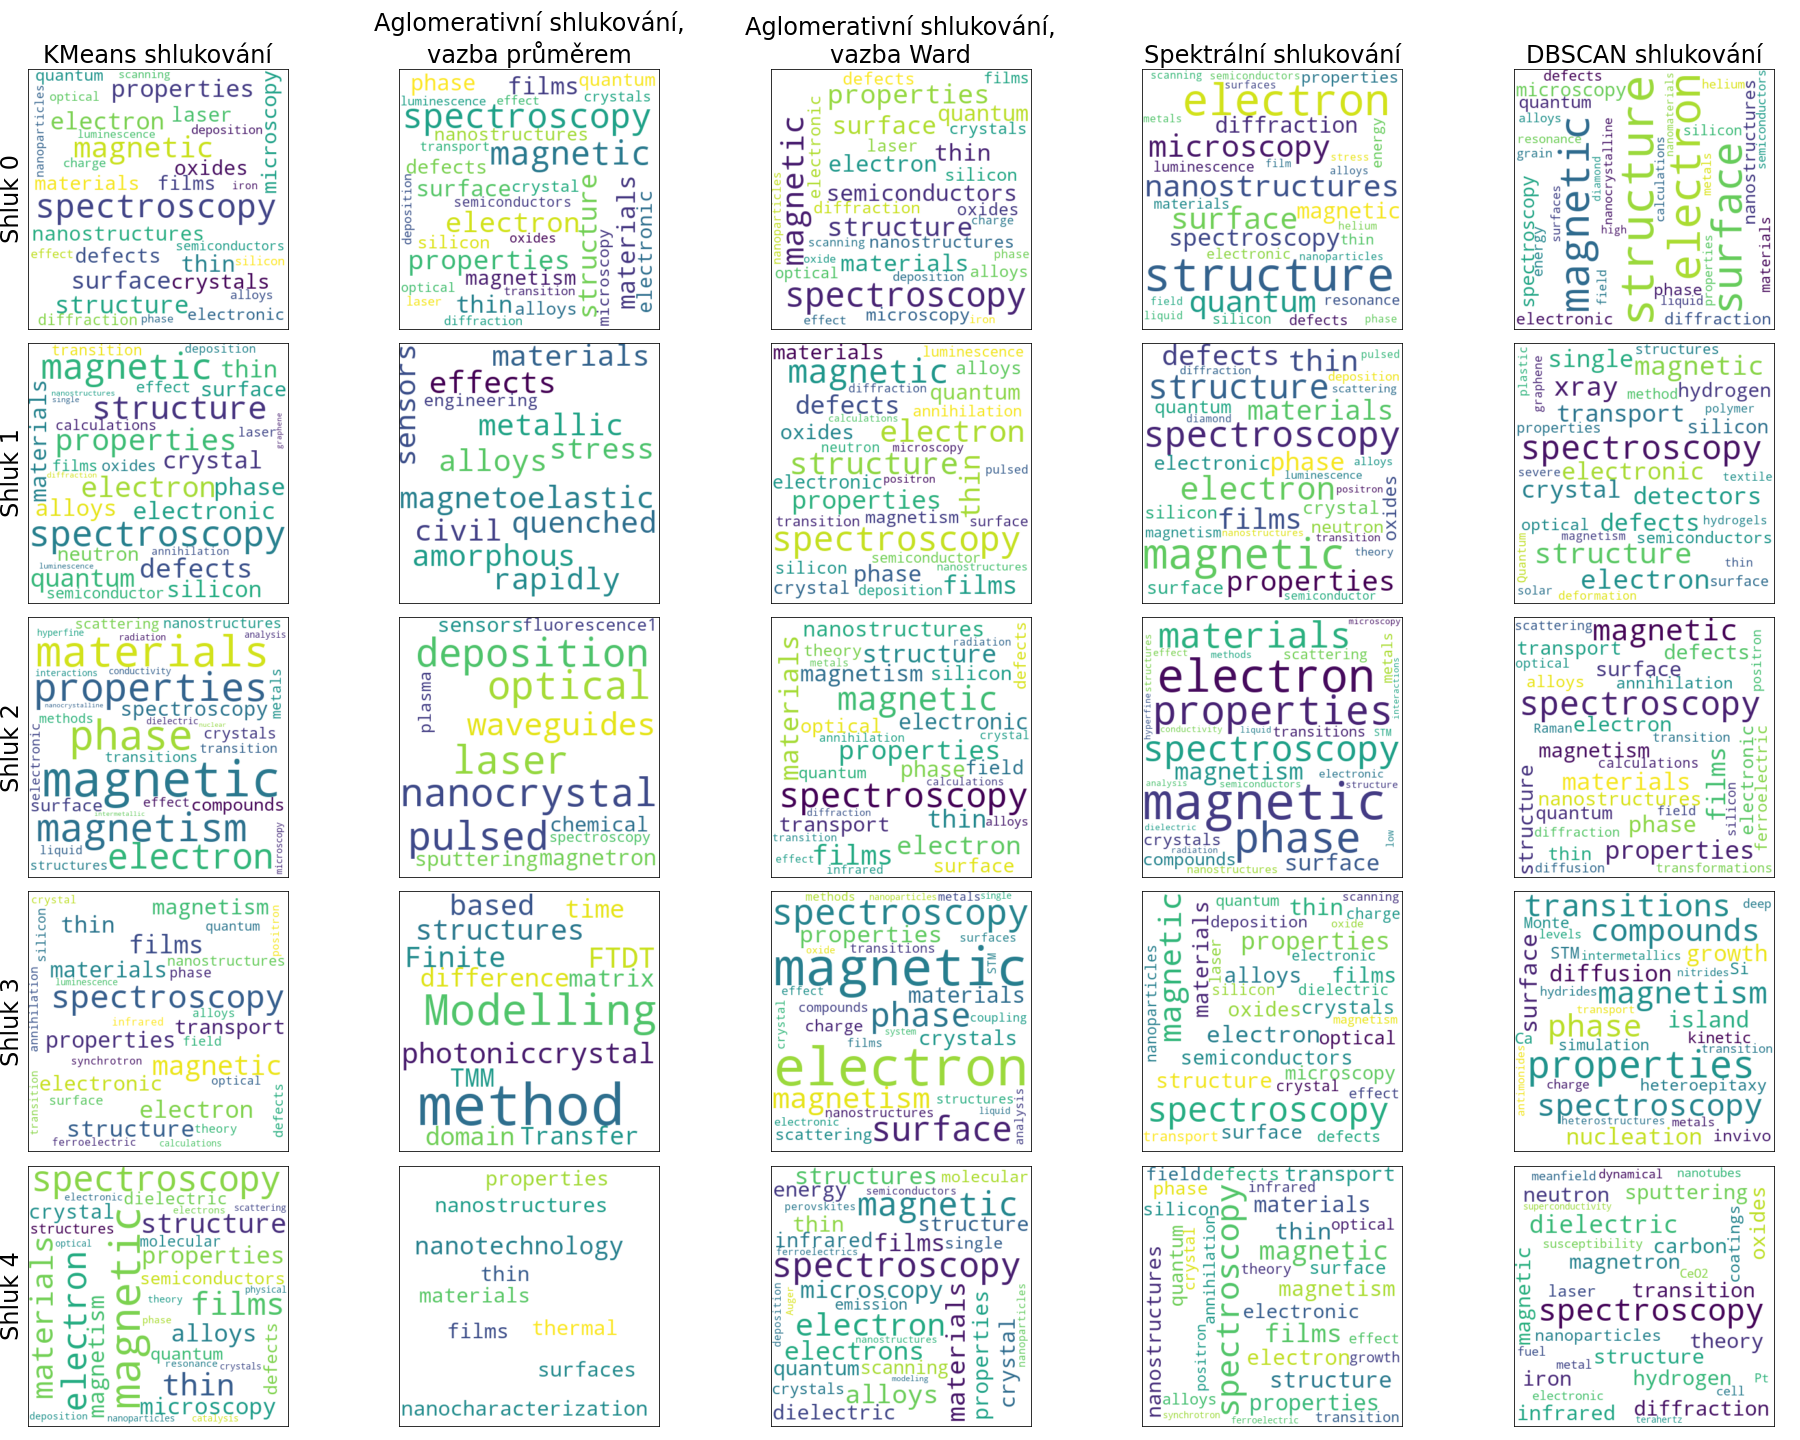 KMeans shlukování
Aglomerativní shlukování,
vazba průměrem
Aglomerativní shlukování,
vazba Ward
Spektrální shlukování
DBSCAN shlukování
Shluk 0
quantum scanning
nanoparticles
optical properties
microscopy
electron laser
luminescence deposition
magnetic
charge oxides
materials films iron
spectroscopy
nanostructures
semiconductors
effect defects thin silicon
surface crystals
structure alloys
diffraction phase electronic
phase films quantum
luminescence effect crystals
spectroscopy
nanostructures
transport magnetic
defects
deposition
surface crystal
semiconductors
structure
materials
electronic
electron
silicon oxides
properties
microscopy
magnetism
optical transition
laser thin alloys
diffraction
defects films
properties
electronic
quantum
surface crystals
magnetic
laser thin
electron silicon
nanoparticles
semiconductors
diffraction oxides
structure charge
scanning nanostructures
oxide materials phase
optical deposition alloys
spectroscopy
effect microscopy iron
scanning semiconductors properties
surfaces
electron
metals diffraction
energy
microscopy
luminescence film stress
alloys
nanostructures
materials
surface magnetic
helium
spectroscopy thin
electronic nanoparticles
structure
field quantum resonance
liquid silicon defects phase
defects helium
microscopy
quantum
alloys
structure
electron
nanomaterials
nanostructures
semiconductors
resonance
grain
magnetic
diamond
nanocrystalline
calculations
silicon
metals
surface
spectroscopy
energy
surfaces
high
field
properties
materials
phase
liquid
electronic diffraction
Shluk 1
transition deposition
magnetic thin
materials
effect surface
nanostructures
single
structure
calculations
graphene
properties laser
films oxides crystal
diffraction
electron phase
alloys electronic
spectroscopy
neutron annihilation
luminescence
defects
quantum
semiconductor silicon
sensors
materials
effects
engineering
metallic
alloys stress
magnetoelastic
civil quenched
amorphous
rapidly
materials luminescence
magnetic alloys
diffraction
quantum
defects annihilation
calculations
oxides electron
neutron microscopy
structure
thin
pulsed
electronic positron
properties
transition magnetism surface
spectroscopy
semiconductor
silicon nanostructures
phase
crystal deposition films
defects thin pulsed
diffraction
deposition
structure scattering
quantum materials
diamond
spectroscopy
electronic phase alloys
luminescence
electron positron
oxides
crystal
silicon films neutron
transition
magnetism nanostructures
magnetic theory
surface properties
semiconductor
plastic
graphene
structures
single magnetic
xray
method hydrogen
transport polymer
properties silicon
spectroscopy
severe electronic textile
crystal detectors
optical defects hydrogels
magnetism semiconductors
Quantum
structure thin
electron surface
solar deformation
Shluk 2
scattering nanostructures
hyperfine radiation analysis
materials
interactions conductivity
properties
metals
nanocrystalline spectroscopy
methods dielectric nuclear
electronic
phase crystals
transition
transitions
magnetic
surface effect compounds
intermetallic
magnetism
microscopy
liquid
structures electron
sensors fluorescence1
deposition
plasma
optical
waveguides
laser
nanocrystal
pulsed chemical
spectroscopy
sputtering magnetron
nanostructures
defects
materials
theory radiation
metals structure
magnetism silicon
magnetic
optical electronic
annihilation crystal
properties
quantum phase field
calculations
spectroscopy
diffraction
transport thin alloys
transition
effect films electron
infrared surface
microscopy
structures
materials
effect methods scattering
metals
interactions
electron
hyperfine
properties
conductivity liquid transitions STM
spectroscopy
magnetism electronic
analysis semiconductors structure
magnetic
dielectric
crystals phase low
radiation
compounds surface
nanostructures
scattering magnetic
transport defects
positron
optical surface
alloys annihilation
spectroscopy
Raman electron
transition
magnetism
calculations
structure
materials
films
electronic
ferroelectric
nanostructures
quantum field
silicon
diffraction phase
thin properties
diffusion transformations
Shluk 3
crystal magnetism
silicon
thin quantum
positron
films
nanostructures
materials phase
luminescence
annihilation
spectroscopy
alloys
infrared transport
properties field
synchrotron magnetic
transition
electronic optical
surface electron
defects
structure theory
ferroelectric calculations
based time
structures
Finite FTDT
difference matrix
Modelling
photoniccrystal
TMM
method
domain Transfer
methods nanoparticles metals single
spectroscopy
properties surfaces
oxide transitions
STM
magnetic
effect materials
crystal
compounds phase coupling
charge system
films crystals
electron
magnetism structures
nanostructures liquid
analysis
electronic surface
scattering
magnetic
quantum scanning
thin charge
materials
deposition oxide
nanoparticles
laser
properties
electronic
alloys films
silicon dielectric
oxides crystals
magnetism
electron optical
semiconductors
microscopy
structure crystal effect
spectroscopy
transport surface defects
transitions deep
Monte
levels compounds
surface
STM intermetallics growth
diffusion nitrides Si
hydrides magnetism
transport
phase island
Ca kinetic
simulation transition
antimonides
properties
charge heteroepitaxy
spectroscopy
heterostructures metals
nucleation invivo
Shluk 4
spectroscopy
electronic dielectric
crystal electrons scattering
structures structure
materials
optical
electron
magnetic
molecular
properties
semiconductors
physical
theory films
magnetism
phase alloys
quantum
defects
resonance crystals
thin
microscopy
deposition nanoparticles catalysis
properties
nanostructures
nanotechnology
thin
materials
films thermal
surfaces
nanocharacterization
structures molecular
energy semiconductors
perovskites magnetic
thin structure
infrared films single
ferroelectrics
spectroscopy
deposition
Auger
microscopy
emission
materials
properties
crystal
nanoparticles
electron
nanostructures
electrons
quantum scanning
modeling
crystals alloys
dielectric
field defects transport
phase infrared
silicon materials
nanostructures
quantum
crystal
annihilation
spectroscopy
thin optical
magnetic
theory surface
magnetism
electronic
positron
films effect
electron growth
structure
alloys properties
synchrotron ferroelectric transition
meanfield dynamical nanotubes
neutron sputtering
superconductivity
oxides
dielectric
coatings
susceptibility carbon
magnetron
CeO2
magnetic
laser transition
spectroscopy
nanoparticles theory
fuel
metal structure
iron hydrogen Pt
electronic cell
infrared diffraction
terahertz